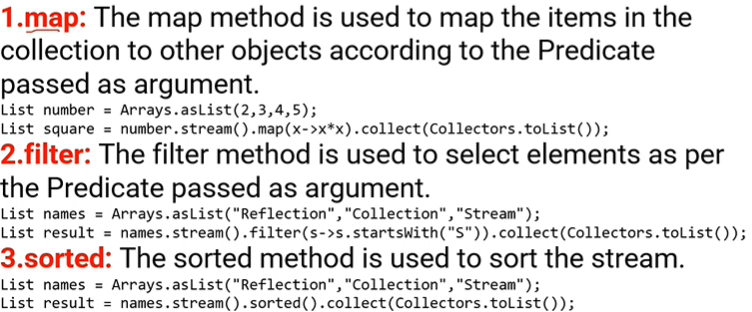 1.map: The map method is used to map the items in the
collection to other objects according to the Predicate
passed as argument.
List number = Arrays.asList(2,3,4,5);
List square = number.stream().map(x->x*x).collect(Collectors.toList());
2.filter: The filter method is used to select elements as per
the Predicate passed as argument.
List names = Arrays.asList("Reflection","Collection","Stream");
List result = names.stream().filter(s->s.startsWith("S")).collect(Collectors.toList());
3.sorted: The sorted method is used to sort the stream.
List names = Arrays.asList("Reflection","Collection","Stream");
List result = names.stream().sorted().collect(Collectors.toList());